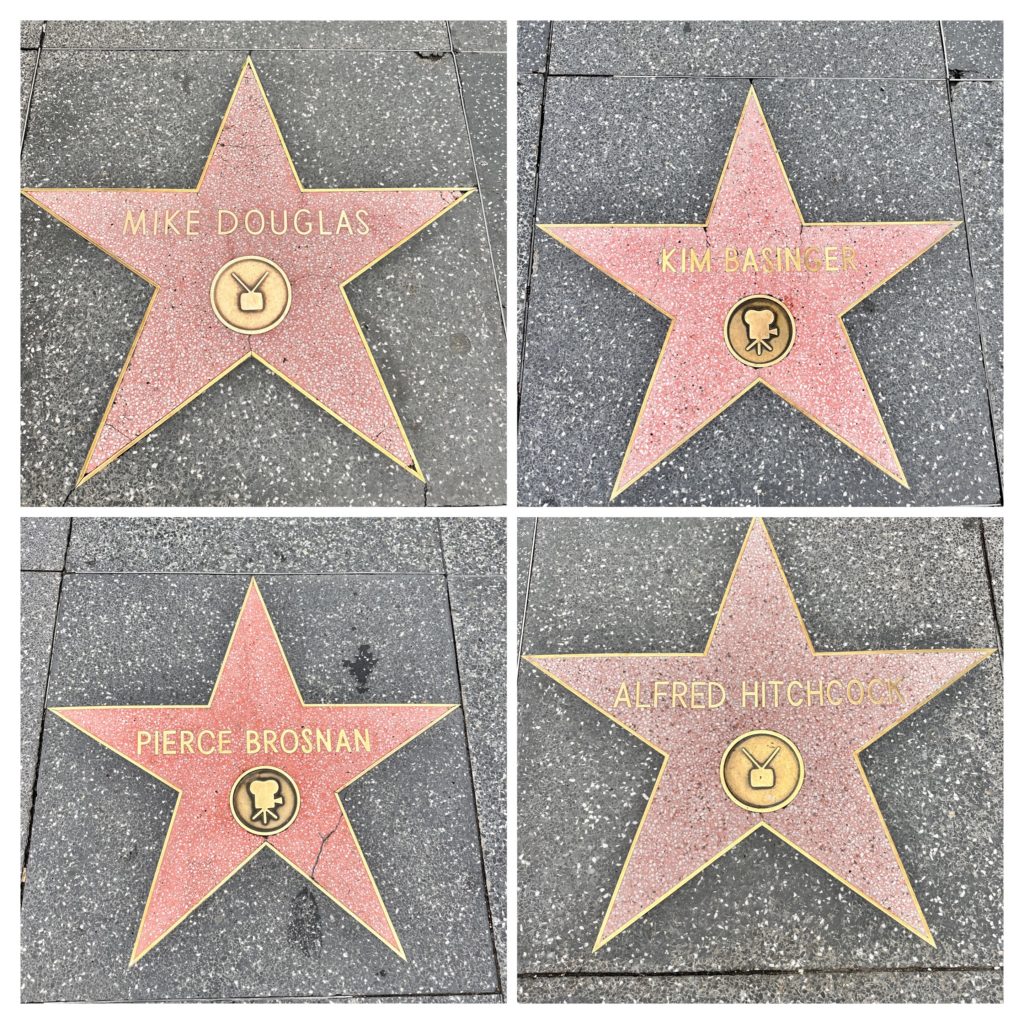 MIKE DOUGLAS
KIM BASINGER
PIERCE BROSNAN
ALFRED HITCHCOCK